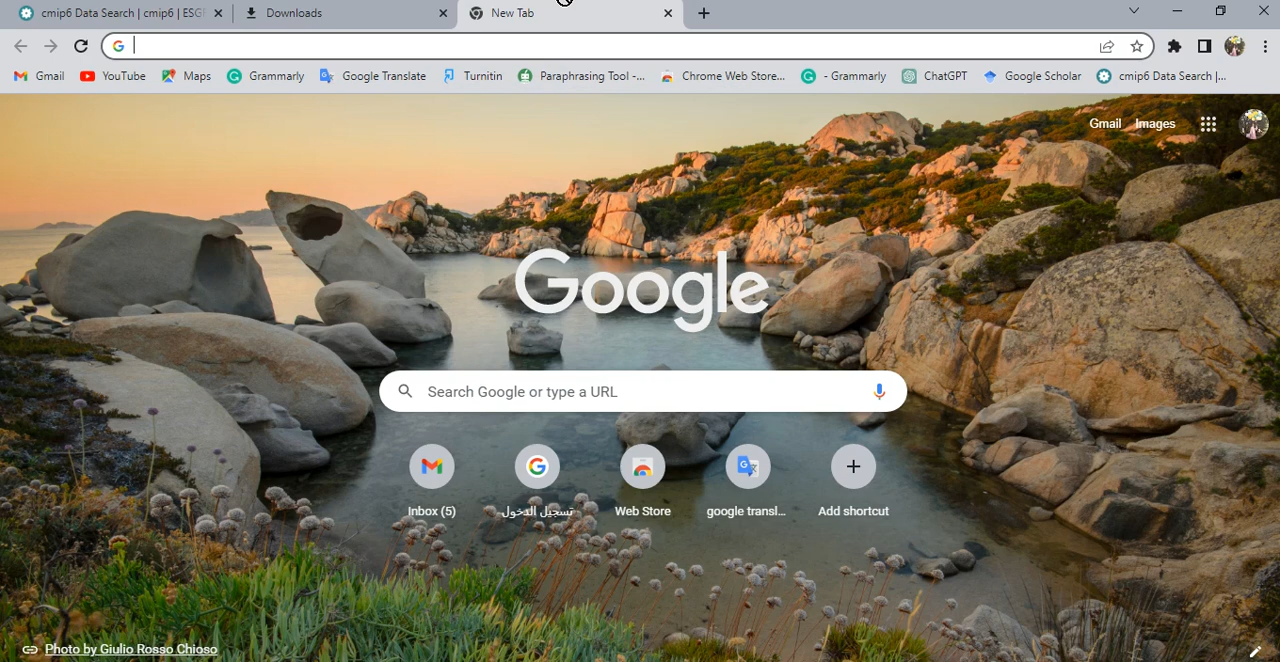 cmip6 Data Search | cmip6 | ESGF
Downloads
New Tab
Gmail
YouTube
Maps
Grammarly
Google Translate
Turnitin
Paraphrasing Tool -...
Chrome Web Store...
- Grammarly
ChatGPT
Google Scholar
cmip6 Data Search |...
Gmail
Images
Google
Search Google or type a URL
Inbox (5)
تسجيل الدخول
Web Store
google transl...
Add shortcut
Photo by Giulio Rosso Chioso